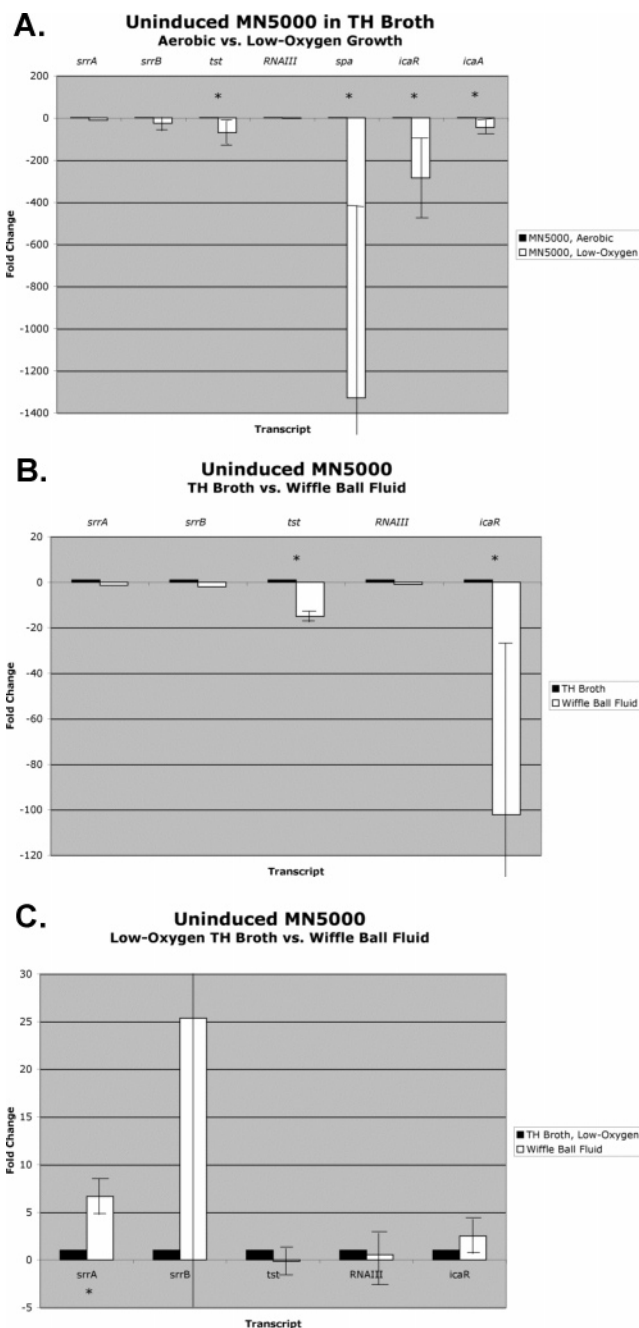 A.
Uninduced MN5000 in TH Broth
Aerobic vs. Low-Oxygen Growth
srrA srrB tst RNAIII spa icaR icaA
200
* * * *
0
-200
-400
-600
-800
-1000
-1200
-1400
Fold Change
Transcript
MN5000, Aerobic
MN5000, Low-Oxygen
B.
Uninduced MN5000
TH Broth vs. Wiffle Ball Fluid
srrA srrB tst RNAIII icaR
20
* *
0
-20
-40
-60
-80
-100
-120
Fold Change
Transcript
TH Broth
Wiffle Ball Fluid
C.
Uninduced MN5000
Low-Oxygen TH Broth vs. Wiffle Ball Fluid
30
25
20
15
10
5
0
-5
Fold Change
srrA srrB tst RNAIII icaR
*
Transcript
TH Broth, Low-Oxygen
Wiffle Ball Fluid